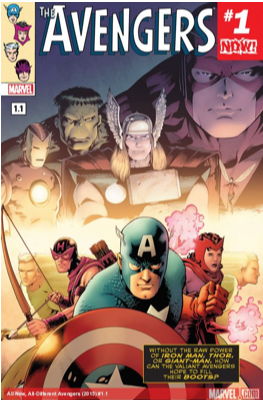 THE AVENGERS
#1
NOW!
MARVEL
1.1
A
WITHOUT THE RAW POWER
OF IRON MAN, THOR,
OR GIANT-MAN, HOW
CAN THE VALIANT AVENGERS
HOPE TO FILL
THEIR BOOTS?
All-New, All-Different Avengers (2015) #1.1
MARVEL.COM